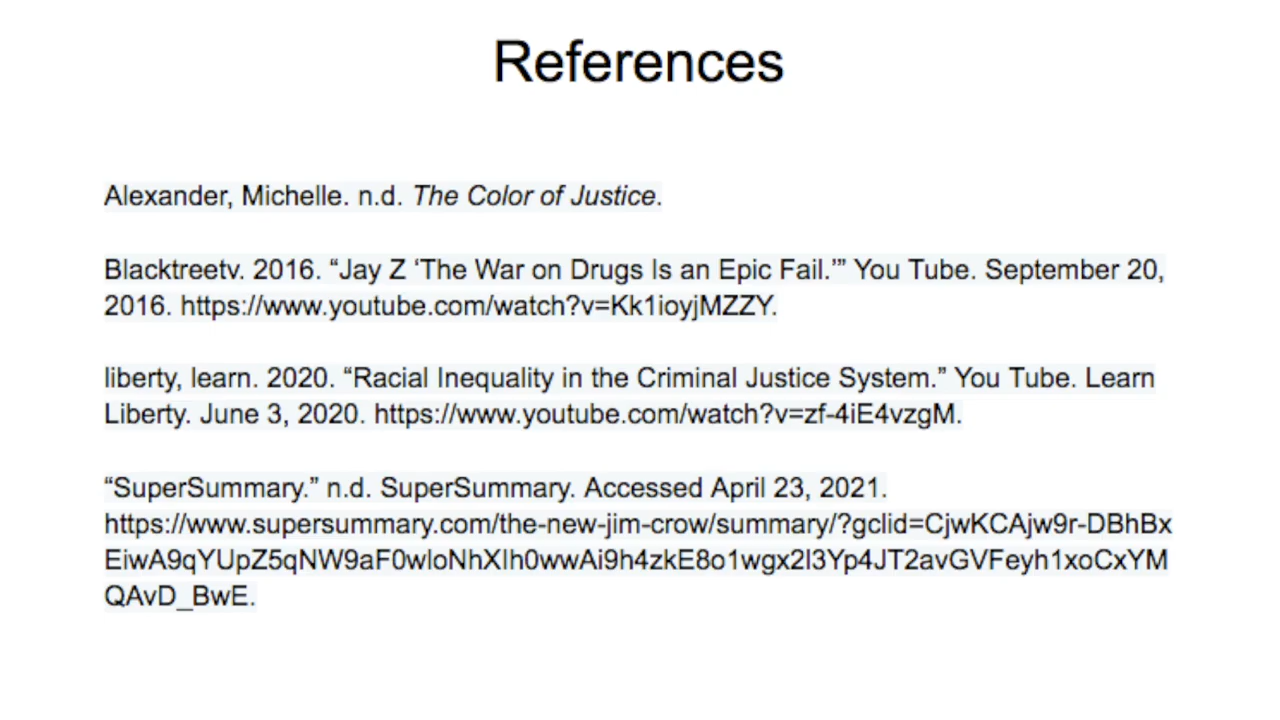 References
Alexander, Michelle. n.d. The Color of Justice.
Blacktreetv. 2016. “Jay Z ‘The War on Drugs Is an Epic Fail.’” You Tube. September 20,
2016. https://www.youtube.com/watch?v=Kk1ioyjMZZY.
liberty, learn. 2020. “Racial Inequality in the Criminal Justice System.” You Tube. Learn
Liberty. June 3, 2020. https://www.youtube.com/watch?v=zf-4iE4vzgM.
“SuperSummary.” n.d. SuperSummary. Accessed April 23, 2021.
https://www.supersummary.com/the-new-jim-crow/summary/?gclid=CjwKCAjw9r-DBhBx
EiwA9qYUpZ5qNW9aF0wloNhXIh0wwAi9h4zkE8o1wgx2l3Yp4JT2avGVFeyh1xoCxYM
QAvD_BwE.